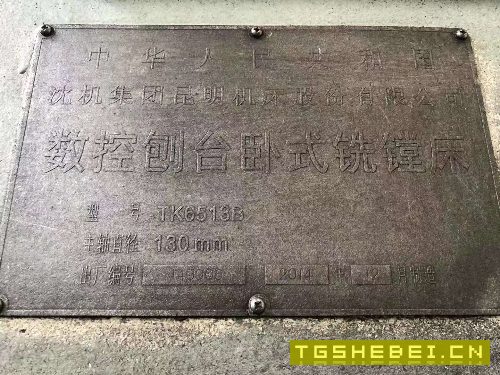 中华人民共和国
沈机集团昆明机床股份有限公司
数控刨台卧式铣镗床
型号 TK6513B
主轴直径 130mm
出厂编号 2014 年 12 月制造
TGSHEBEI.CN